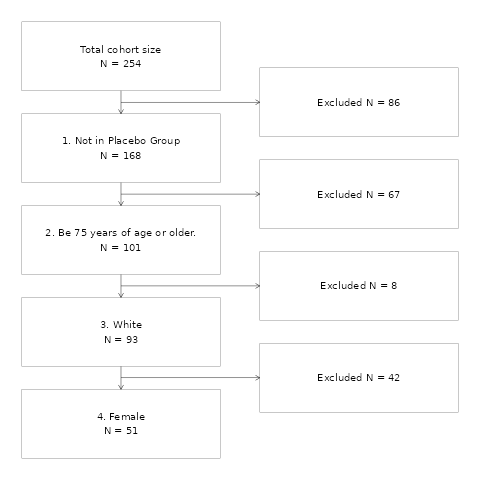 Total cohort size
N = 254
Excluded N = 86
1. Not in Placebo Group
N = 168
Excluded N = 67
2. Be 75 years of age or older.
N = 101
Excluded N = 8
3. White
N = 93
Excluded N = 42
4. Female
N = 51